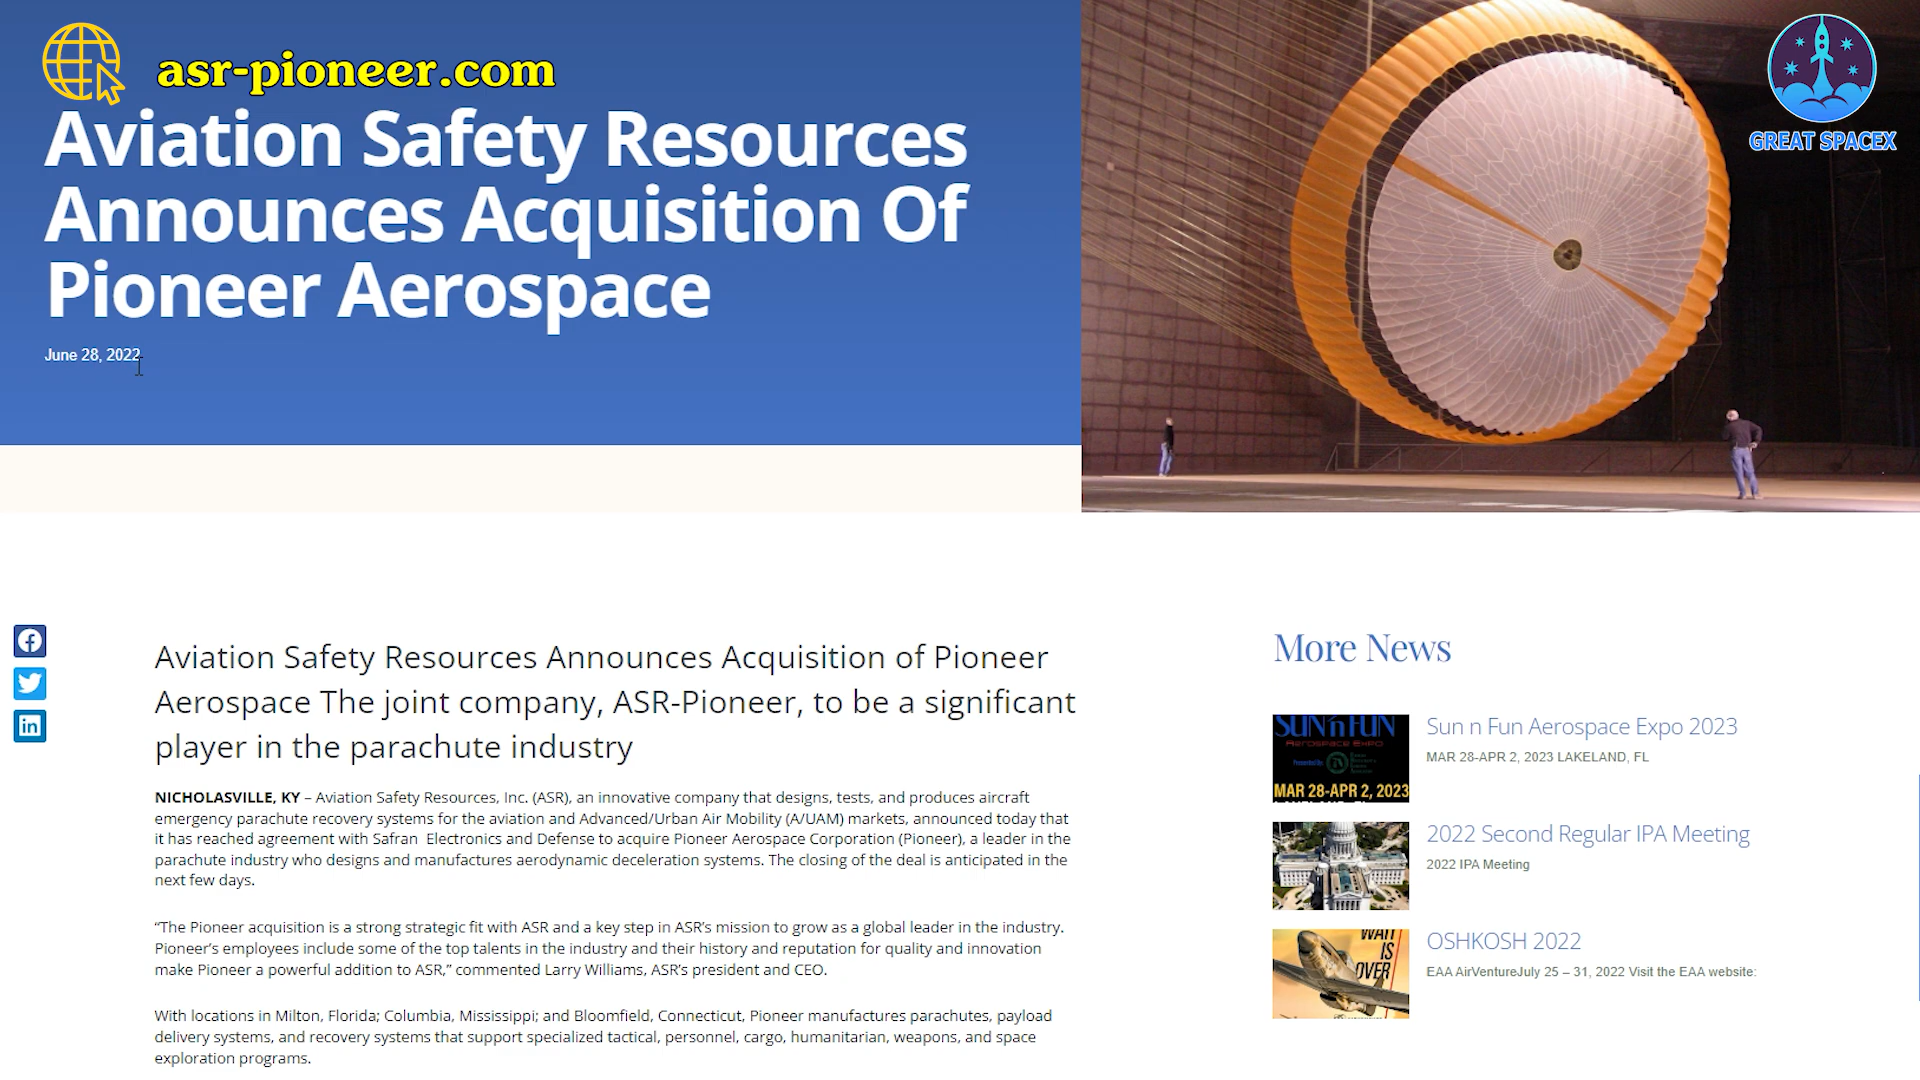 asr-pioneer.com
GREAT SPACEX
Aviation Safety Resources
Announces Acquisition Of
Pioneer Aerospace
June 28, 2022
Aviation Safety Resources Announces Acquisition of Pioneer
Aerospace The joint company, ASR-Pioneer, to be a significant
player in the parachute industry
NICHOLASVILLE, KY – Aviation Safety Resources, Inc. (ASR), an innovative company that designs, tests, and produces aircraft
emergency parachute recovery systems for the aviation and Advanced/Urban Air Mobility (A/UAM) markets, announced today that
it has reached agreement with Safran Electronics and Defense to acquire Pioneer Aerospace Corporation (Pioneer), a leader in the
parachute industry who designs and manufactures aerodynamic deceleration systems. The closing of the deal is anticipated in the
next few days.
“The Pioneer acquisition is a strong strategic fit with ASR and a key step in ASR’s mission to grow as a global leader in the industry.
Pioneer’s employees include some of the top talents in the industry and their history and reputation for quality and innovation
make Pioneer a powerful addition to ASR,” commented Larry Williams, ASR’s president and CEO.
With locations in Milton, Florida; Columbia, Mississippi; and Bloomfield, Connecticut, Pioneer manufactures parachutes, payload
delivery systems, and recovery systems that support specialized tactical, personnel, cargo, humanitarian, weapons, and space
exploration programs.
More News
SUN 'n FUN
Aerospace Expo
MAR 28-APR 2, 2023
Sun n Fun Aerospace Expo 2023
MAR 28-APR 2, 2023 LAKELAND, FL
2022 Second Regular IPA Meeting
2022 IPA Meeting
WAIT
IS
OVER
OSHKOSH 2022
EAA AirVentureJuly 25 – 31, 2022 Visit the EAA website: